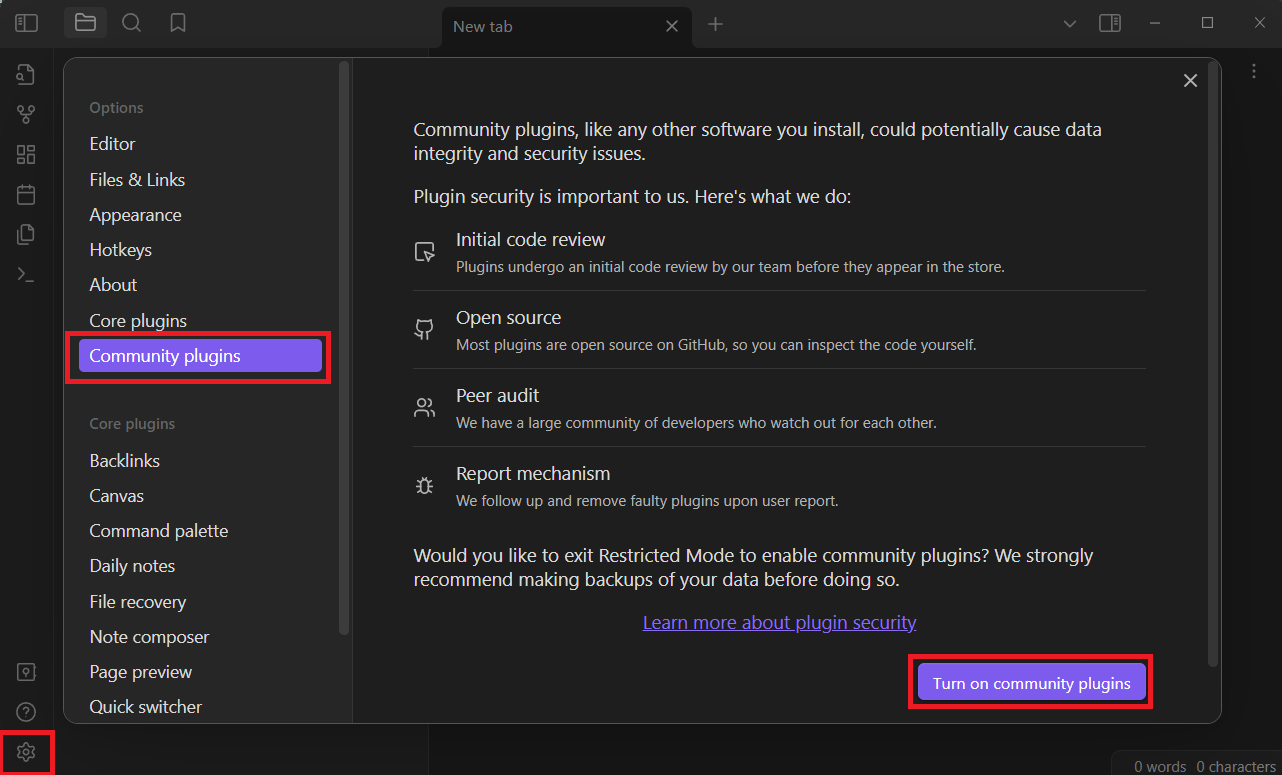 New tab
Options
Editor
Files & Links
Appearance
Hotkeys
About
Core plugins
Community plugins
Core plugins
Backlinks
Canvas
Command palette
Daily notes
File recovery
Note composer
Page preview
Quick switcher
Community plugins, like any other software you install, could potentially cause data
integrity and security issues.
Plugin security is important to us. Here's what we do:
Initial code review
Plugins undergo an initial code review by our team before they appear in the store.
Open source
Most plugins are open source on GitHub, so you can inspect the code yourself.
Peer audit
We have a large community of developers who watch out for each other.
Report mechanism
We follow up and remove faulty plugins upon user report.
Would you like to exit Restricted Mode to enable community plugins? We strongly
recommend making backups of your data before doing so.
Learn more about plugin security
Turn on community plugins
0 words 0 characters